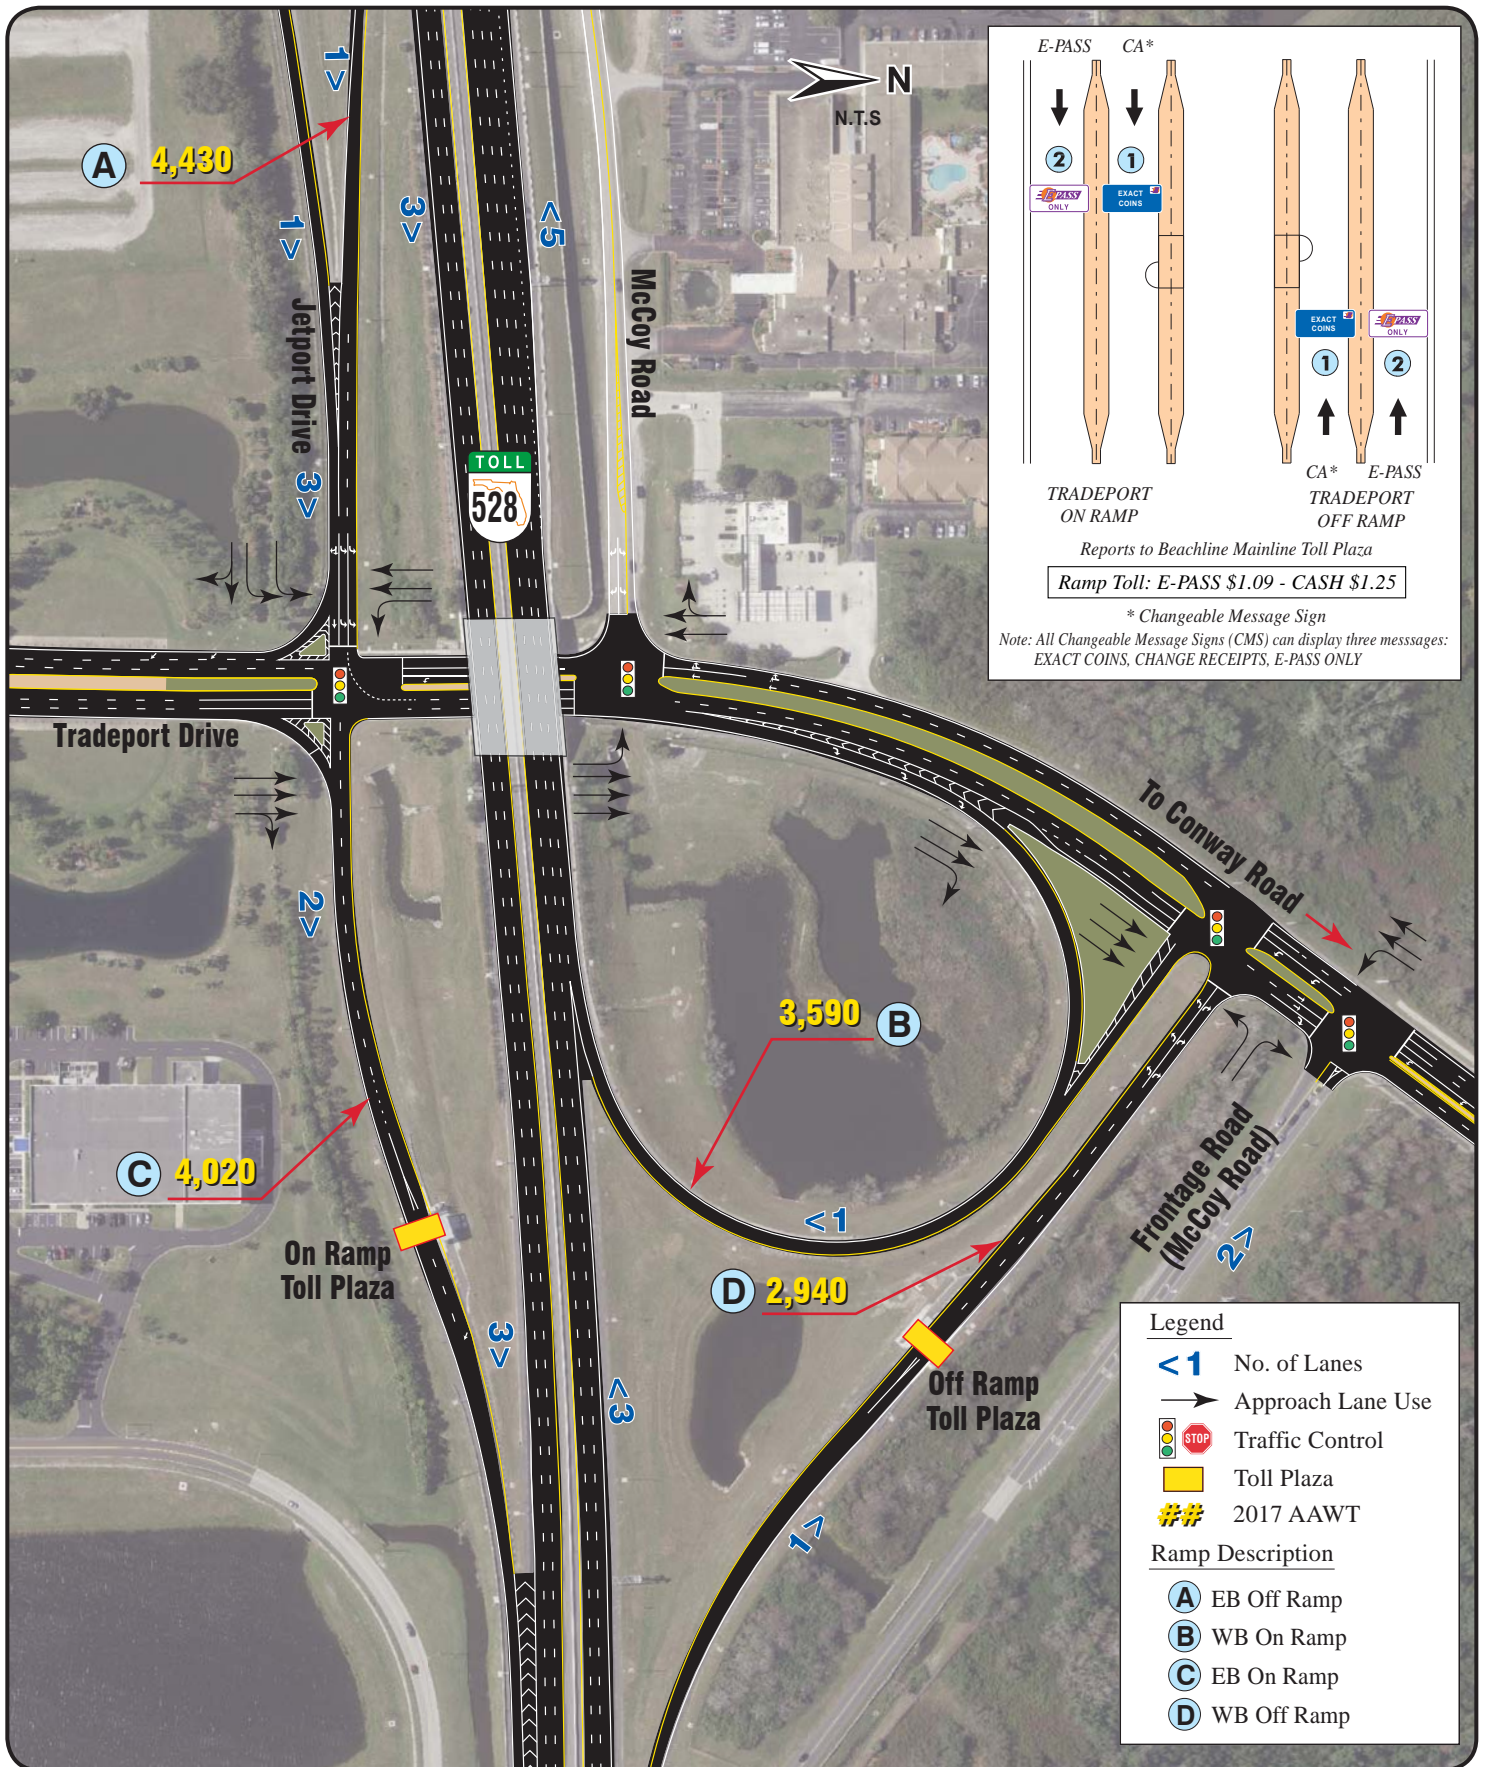 1>
A 4,430
1>
3>
<5
N
N.T.S
McCoy Road
Jetport Drive
3>
TOLL
528
Tradeport Drive
2>
To Conway Road
3,590 B
C 4,020
<1
On Ramp
Toll Plaza
D 2,940
Frontage Road
(McCoy Road)
2>
3>
<3
Off Ramp
Toll Plaza
1>
E-PASS CA*
2 1
E-PASS
ONLY
EXACT
COINS
EXACT
COINS
E-PASS
ONLY
1 2
CA* E-PASS
TRADEPORT
ON RAMP
TRADEPORT
OFF RAMP
Reports to Beachline Mainline Toll Plaza
Ramp Toll: E-PASS $1.09 - CASH $1.25
* Changeable Message Sign
Note: All Changeable Message Signs (CMS) can display three messsages:
EXACT COINS, CHANGE RECEIPTS, E-PASS ONLY
Legend
<1 No. of Lanes
Approach Lane Use
STOP Traffic Control
Toll Plaza
## 2017 AAWT
Ramp Description
A EB Off Ramp
B WB On Ramp
C EB On Ramp
D WB Off Ramp